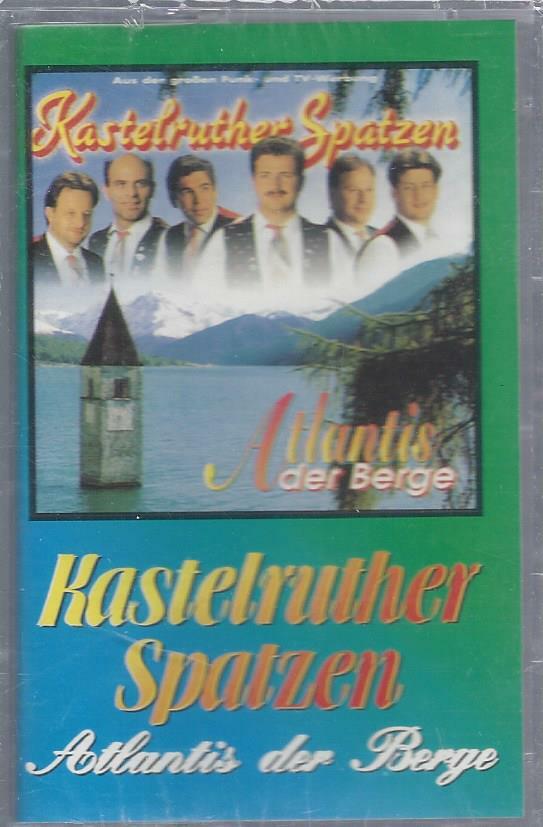 Aus der großen Funk- und TV-Werbung
Kastelruther Spatzen
Atlantis
der Berge
Kastelruther
Spatzen
Atlantis der Berge